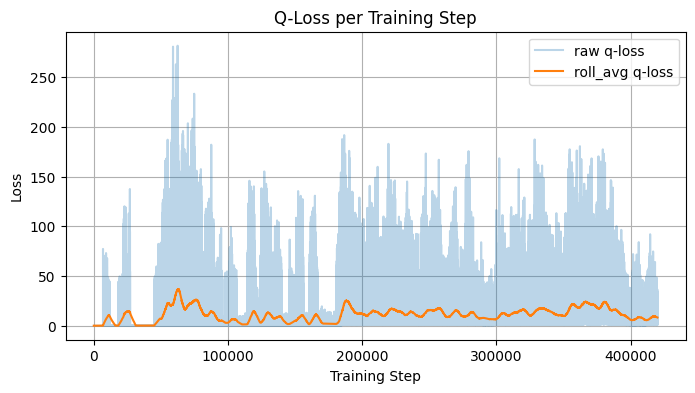 Q-Loss per Training Step
raw q-loss
roll_avg q-loss
250
200
150
100
50
0
Loss
0
100000
200000
300000
400000
Training Step